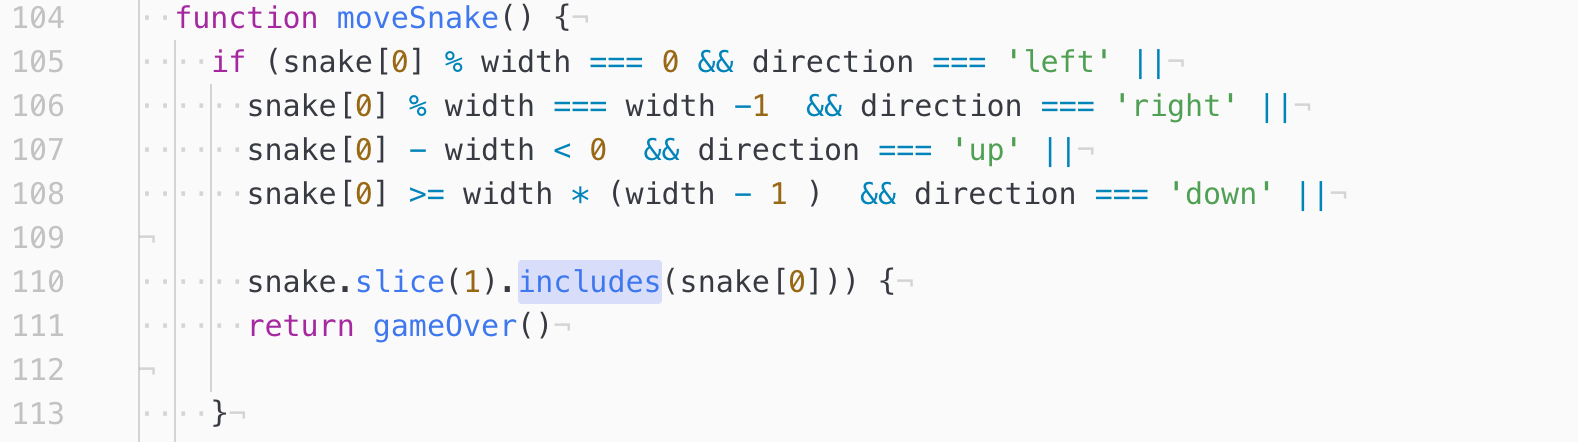 104 function moveSnake() {¬
105 if (snake[0] % width === 0 && direction === 'left' ||¬
106 snake[0] % width === width -1  && direction === 'right' ||¬
107 snake[0] - width < 0  && direction === 'up' ||¬
108 snake[0] >= width * (width - 1 )  && direction === 'down' ||¬
109 ¬
110 snake.slice(1).includes(snake[0])) {¬
111 return gameOver()¬
112 ¬
113 }¬